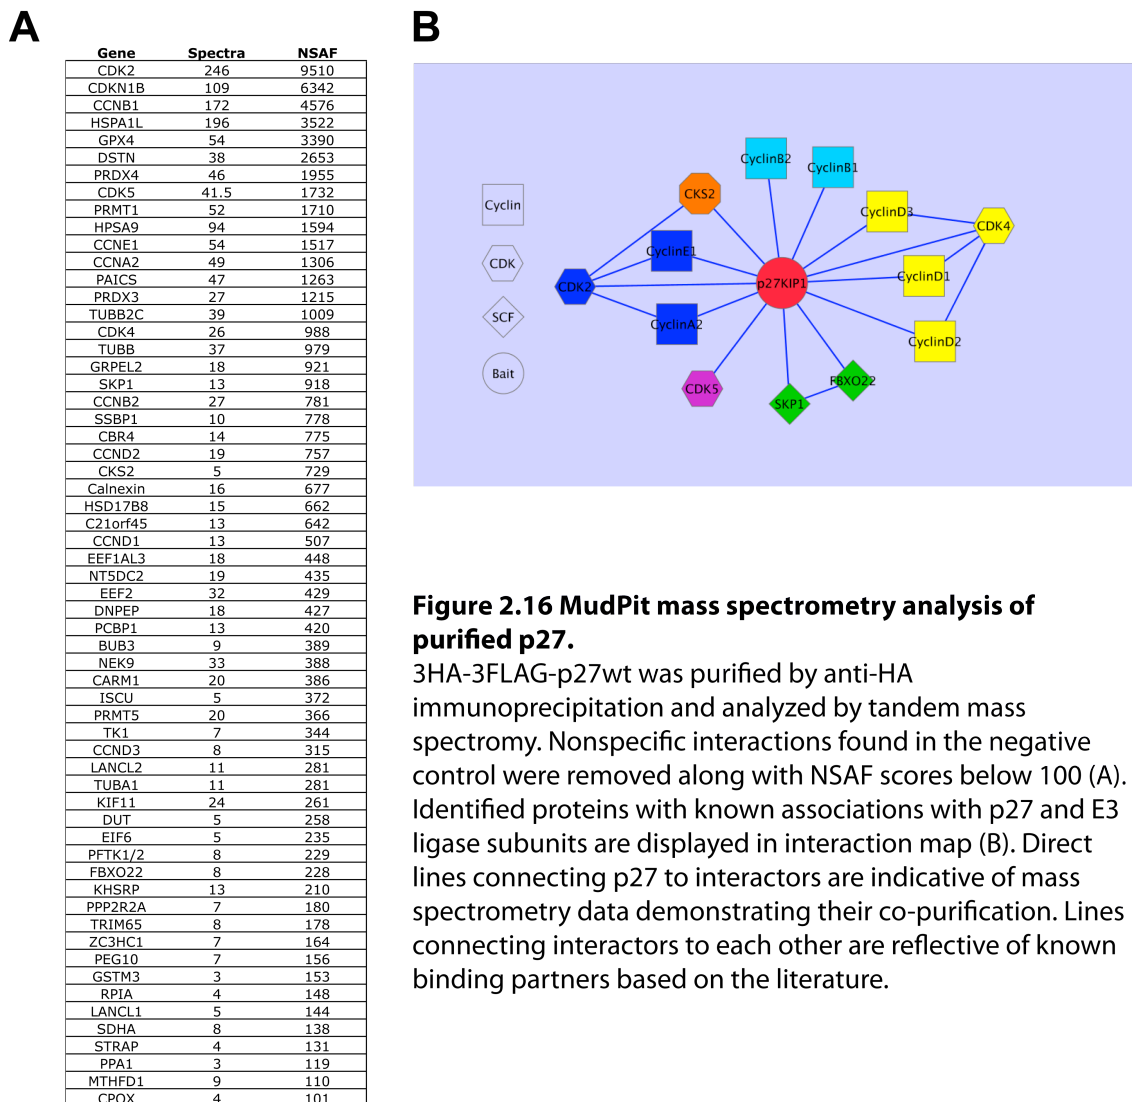 A
Gene Spectra NSAF
CDK2 246 9510
CDKN1B 109 6342
CCNB1 172 4576
HSPA1L 196 3522
GPX4 54 3390
DSTN 38 2653
PRDX4 46 1955
CDK5 41.5 1732
PRMT1 52 1710
HPSA9 94 1594
CCNE1 54 1517
CCNA2 49 1306
PAICS 47 1263
PRDX3 27 1215
TUBB2C 39 1009
CDK4 26 988
TUBB 37 979
GRPEL2 18 921
SKP1 13 918
CCNB2 27 781
SSBP1 10 778
CBR4 14 775
CCND2 19 757
CKS2 5 729
Calnexin 16 677
HSD17B8 15 662
C21orf45 13 642
CCND1 13 507
EEF1AL3 18 448
NT5DC2 19 435
EEF2 32 429
DNPEP 18 427
PCBP1 13 420
BUB3 9 389
NEK9 33 388
CARM1 20 386
ISCU 5 372
PRMT5 20 366
TK1 7 344
CCND3 8 315
LANCL2 11 281
TUBA1 11 281
KIF11 24 261
DUT 5 258
EIF6 5 235
PFTK1/2 8 229
FBXO22 8 228
KHSRP 13 210
PPP2R2A 7 180
TRIM65 8 178
ZC3HC1 7 164
PEG10 7 156
GSTM3 3 153
RPIA 4 148
LANCL1 5 144
SDHA 8 138
STRAP 4 131
PPA1 3 119
MTHFD1 9 110
CPOX 4 101
B
Cyclin
CDK
SCF
Bait
CyclinB2
CyclinB1
CKS2
CyclinD3
CDK4
CyclinE1
CyclinD1
CDK2
p27KIP1
CyclinA2
CyclinD2
CDK5
FBXO22
SKP1
Figure 2.16 MudPit mass spectrometry analysis of
purified p27.
3HA-3FLAG-p27wt was purified by anti-HA
immunoprecipitation and analyzed by tandem mass
spectromy. Nonspecific interactions found in the negative
control were removed along with NSAF scores below 100 (A).
Identified proteins with known associations with p27 and E3
ligase subunits are displayed in interaction map (B). Direct
lines connecting p27 to interactors are indicative of mass
spectrometry data demonstrating their co-purification. Lines
connecting interactors to each other are reflective of known
binding partners based on the literature.